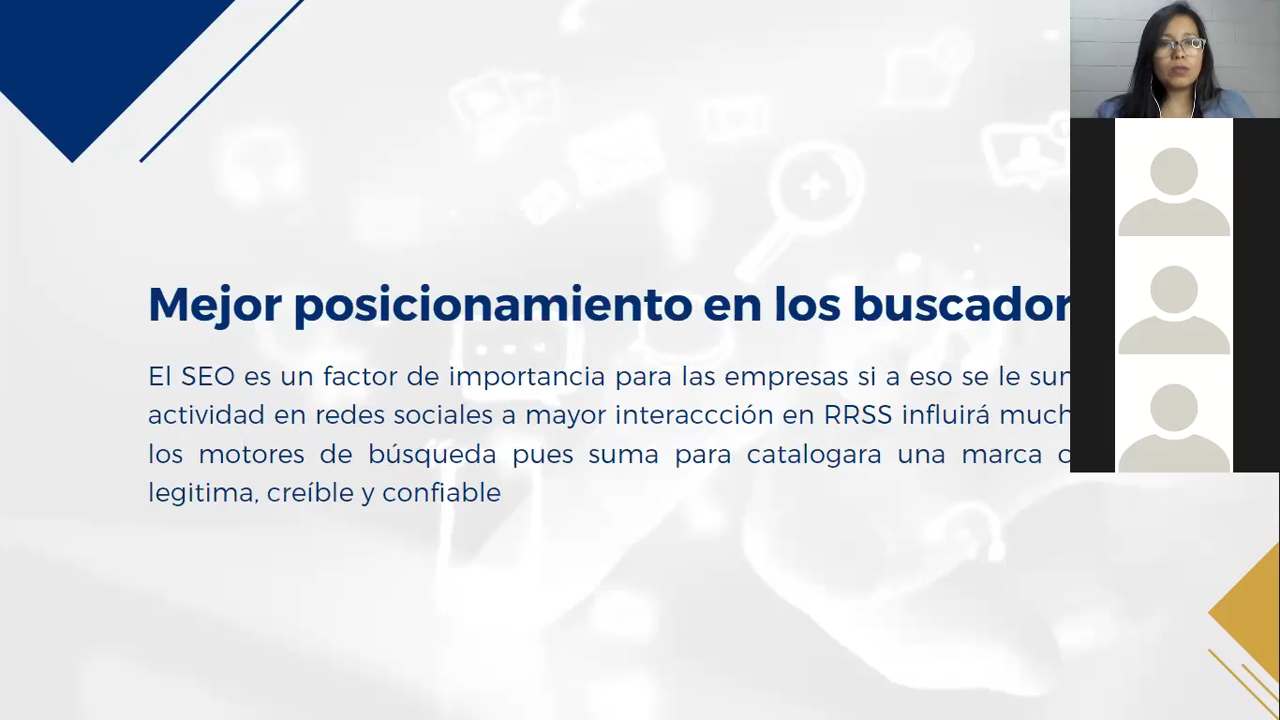 Mejor posicionamiento en los buscador
El SEO es un factor de importancia para las empresas si a eso se le
actividad en redes sociales a mayor interaccción en RRSS influirá
los motores de búsqueda pues suma para catalogara una marca
legitima, creíble y confiable